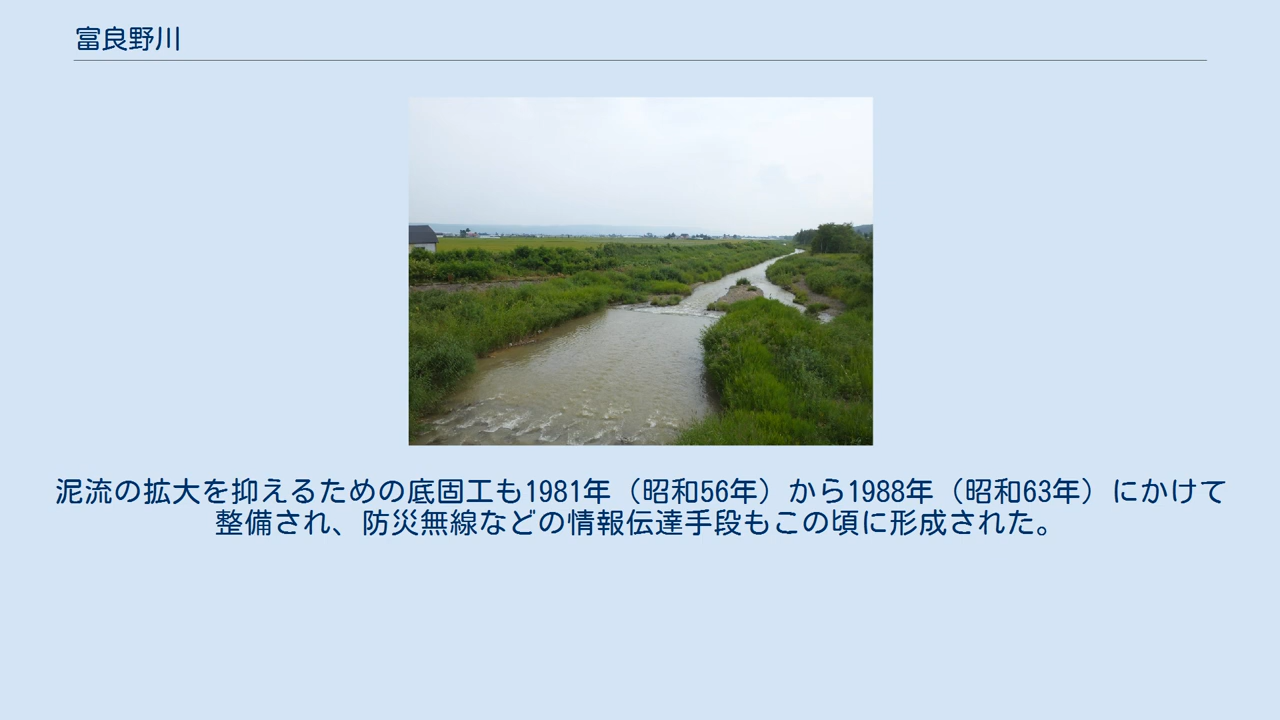 富良野川
泥流の拡大を抑えるための底固工も1981年（昭和56年）から1988年（昭和63年）にかけて
整備され、防災無線などの情報伝達手段もこの頃に形成された。